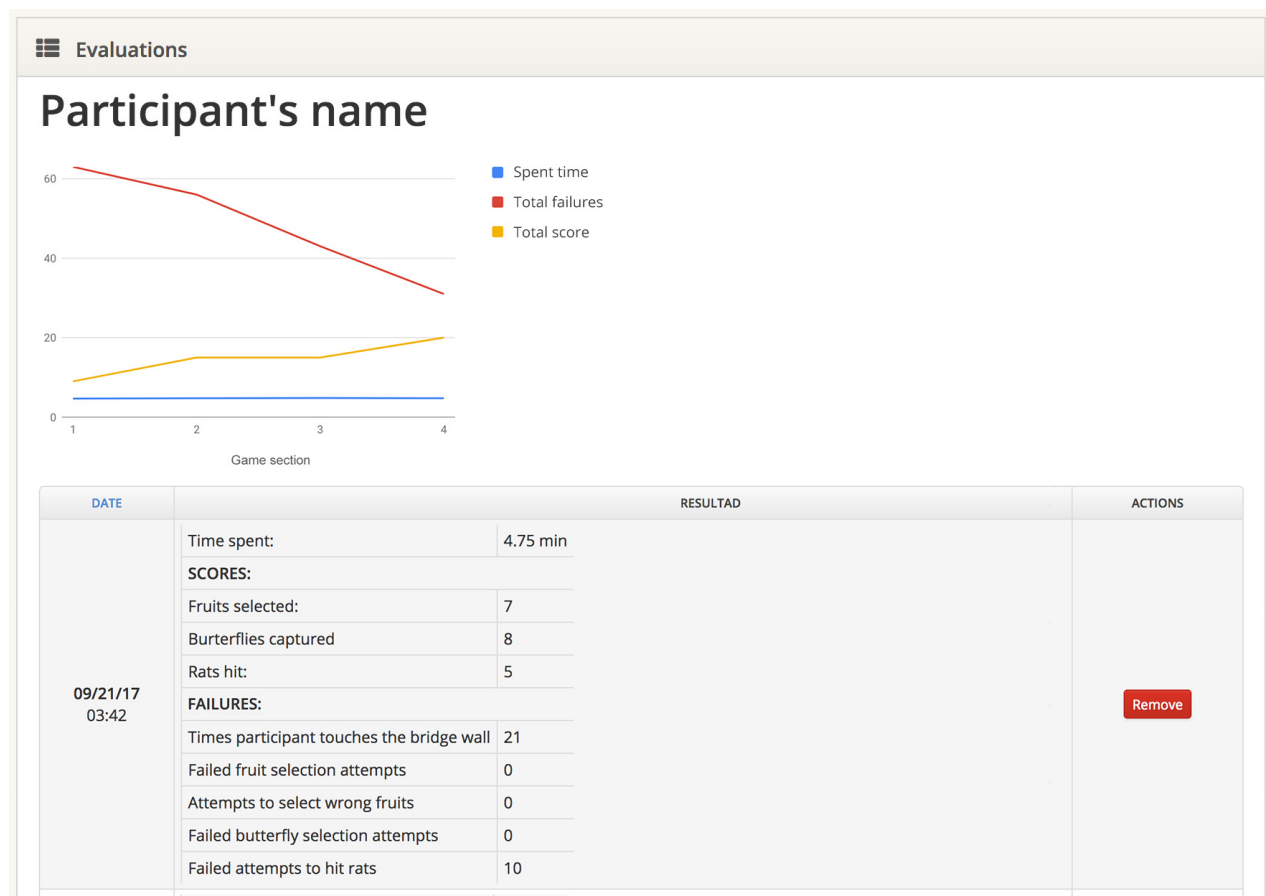 Evaluations
Participant's name
60
40
20
0
1 2 3 4
Game section
Spent time
Total failures
Total score
DATE RESULTAD ACTIONS
09/21/17
03:42
Time spent: 4.75 min
SCORES:
Fruits selected: 7
Burterflies captured 8
Rats hit: 5
FAILURES:
Times participant touches the bridge wall 21
Failed fruit selection attempts 0
Attempts to select wrong fruits 0
Failed butterfly selection attempts 0
Failed attempts to hit rats 10
Remove